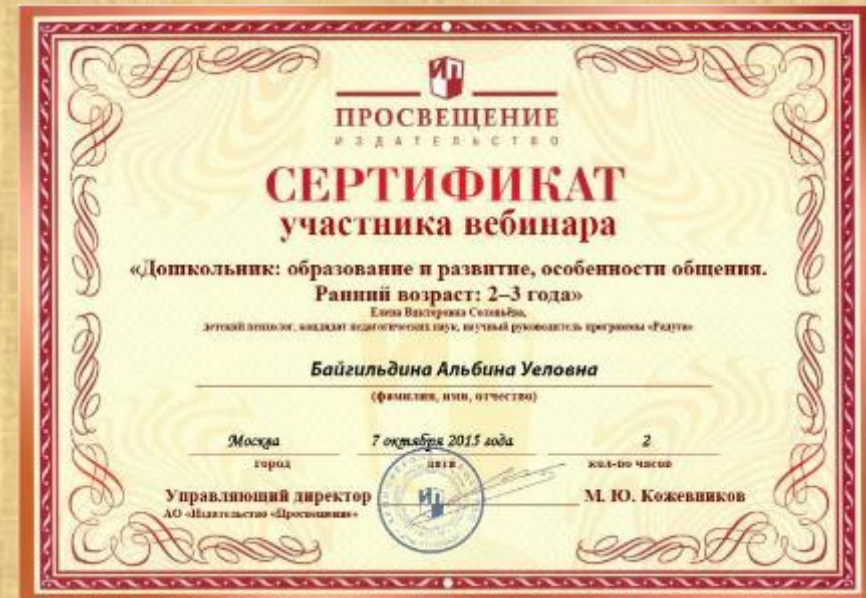 ИП
ПРОСВЕЩЕНИЕ
ИЗДАТЕЛЬСТВО
СЕРТИФИКАТ
участника вебинара
«Дошкольник: образование и развитие, особенности общения.
Ранний возраст: 2–3 года»
Елена Викторовна Соловьёва,
детский психолог, кандидат педагогических наук, научный руководитель программы «Радуга»
Байгильдина Альбина Уеловна
(фамилия, имя, отчество)
Москва 7 октября 2015 года 2
город дата кол-во часов
Управляющий директор М. Ю. Кожевников
АО «Издательство «Просвещение»
ИП